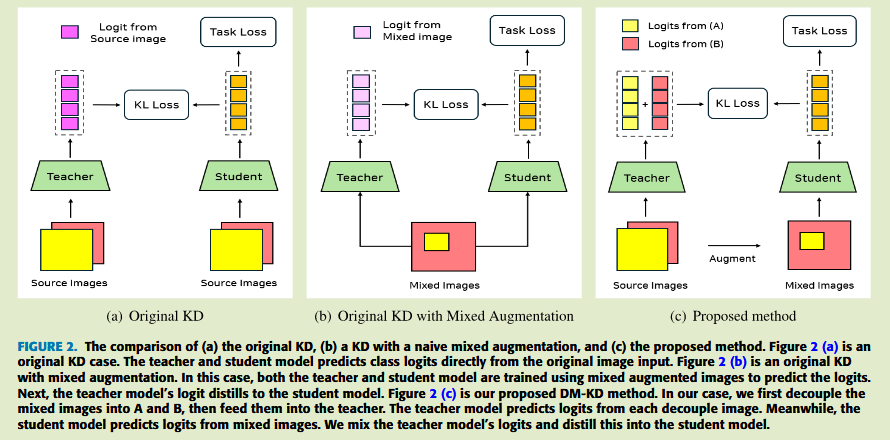 Logit from
Source image
Task Loss
KL Loss
Teacher
Student
Source Images
Source Images
(a) Original KD
Logit from
Mixed image
Task Loss
KL Loss
Teacher
Student
Mixed Images
(b) Original KD with Mixed Augmentation
Logits from (A)
Logits from (B)
Task Loss
+
KL Loss
Teacher
Student
Augment
Source Images
Mixed Images
(c) Proposed method
FIGURE 2. The comparison of (a) the original KD, (b) a KD with a naive mixed augmentation, and (c) the proposed method. Figure 2 (a) is an
original KD case. The teacher and student model predicts class logits directly from the original image input. Figure 2 (b) is an original KD
with mixed augmentation. In this case, both the teacher and student model are trained using mixed augmented images to predict the logits.
Next, the teacher model's logit distills to the student model. Figure 2 (c) is our proposed DM-KD method. In our case, we first decouple the
mixed images into A and B, then feed them into the teacher. The teacher model predicts logits from each decouple image. Meanwhile, the
student model predicts logits from mixed images. We mix the teacher model's logits and distill this into the student model.